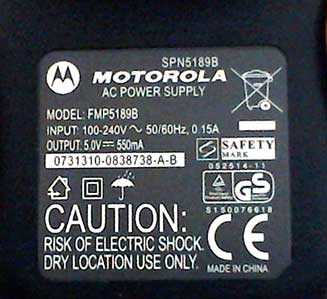 SPN5189B
MOTOROLA
AC POWER SUPPLY
MODEL: FMP5189B
INPUT: 100-240V~ 50/60Hz, 0.15A
OUTPUT: 5.0V⎓ 550mA
0731310-0838738-A-B
SAFETY
MARK
052514-11
GS
S150076618
CAUTION:
RISK OF ELECTRIC SHOCK.
DRY LOCATION USE ONLY.
CE
MADE IN CHINA